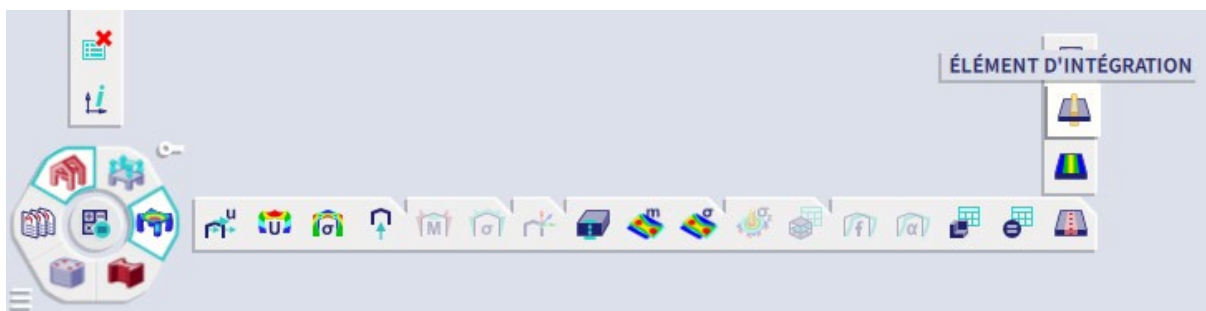 ÉLÉMENT D'INTÉGRATION
i
u
U
σ
M
σ
m
σ
σ
f
α